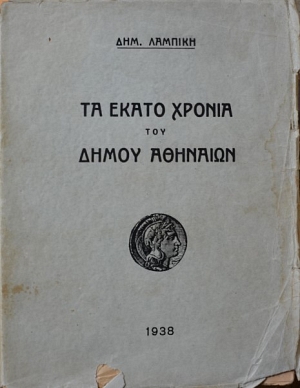 ΔΗΜ. ΛΑΜΠΙΚΗ
ΤΑ ΕΚΑΤΟ ΧΡΟΝΙΑ
ΤΟΥ
ΔΗΜΟΥ ΑΘΗΝΑΙΩΝ
1938